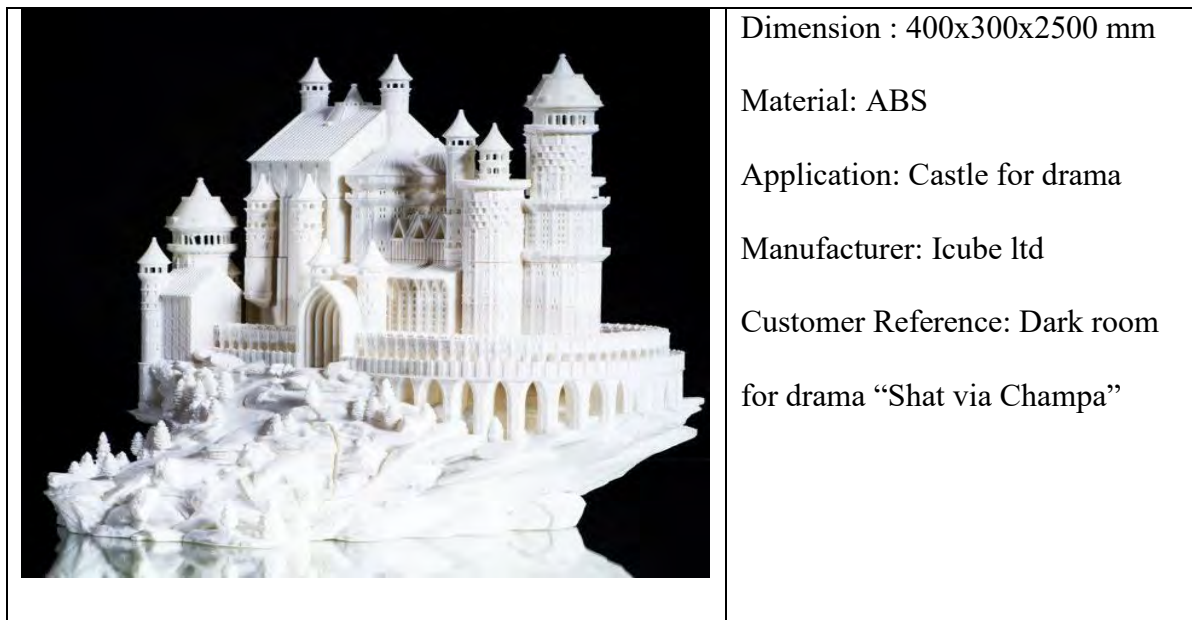 Dimension : 400x300x2500 mm
Material: ABS
Application: Castle for drama
Manufacturer: Icube ltd
Customer Reference: Dark room
for drama “Shat via Champa”